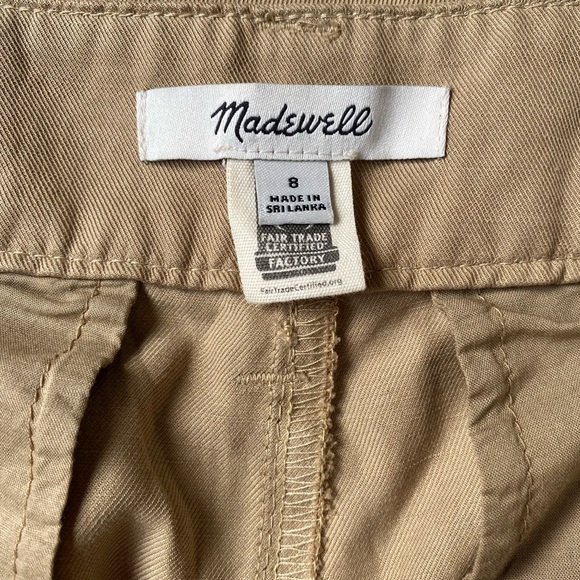 Madewell
8
MADE IN
SRI LANKA
FAIR TRADE
CERTIFIED
FACTORY
FairTradeCertified.org